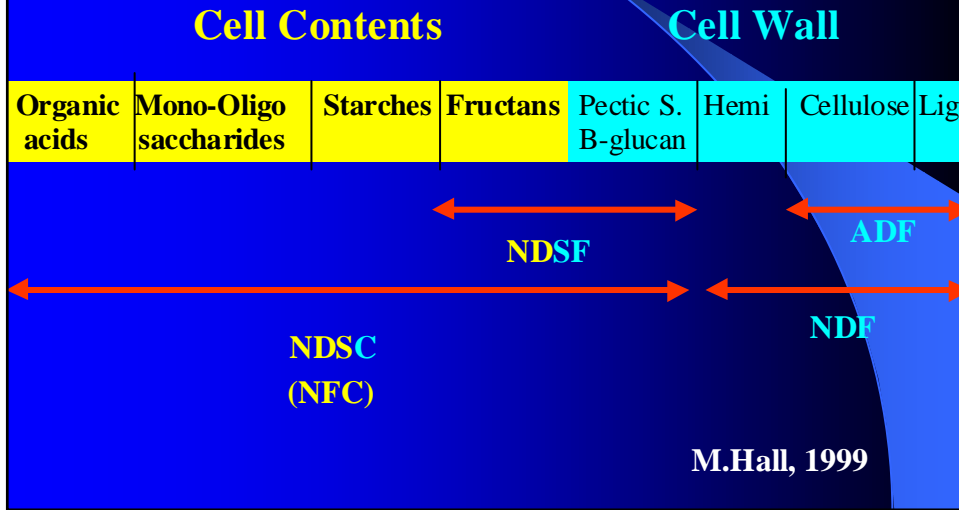 Cell Contents Cell Wall
Organic Mono-Oligo Starches Fructans Pectic S. Hemi Cellulose Lig
acids saccharides B-glucan
NDSF ADF
NDSC NDF
(NFC)
M.Hall, 1999